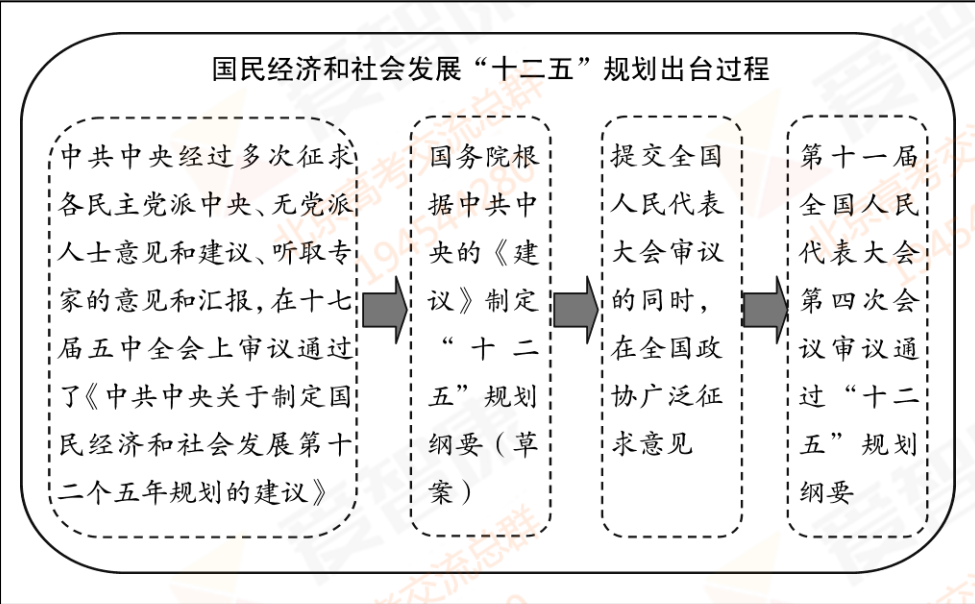 国民经济和社会发展“十二五”规划出台过程
中共中央经过多次征求
各民主党派中央、无党派
人士意见和建议、听取专
家的意见和汇报，在十七
届五中全会上审议通过
了《中共中央关于制定国
民经济和社会发展第十
二个五年规划的建议》
国务院根
据中共中
央的《建
议》制定
“十二
五”规划
纲要（草
案）
提交全国
人民代表
大会审议
的同时，
在全国政
协广泛征
求意见
第十一届
全国人民
代表大会
第四次会
议审议通
过“十二
五”规划
纲要